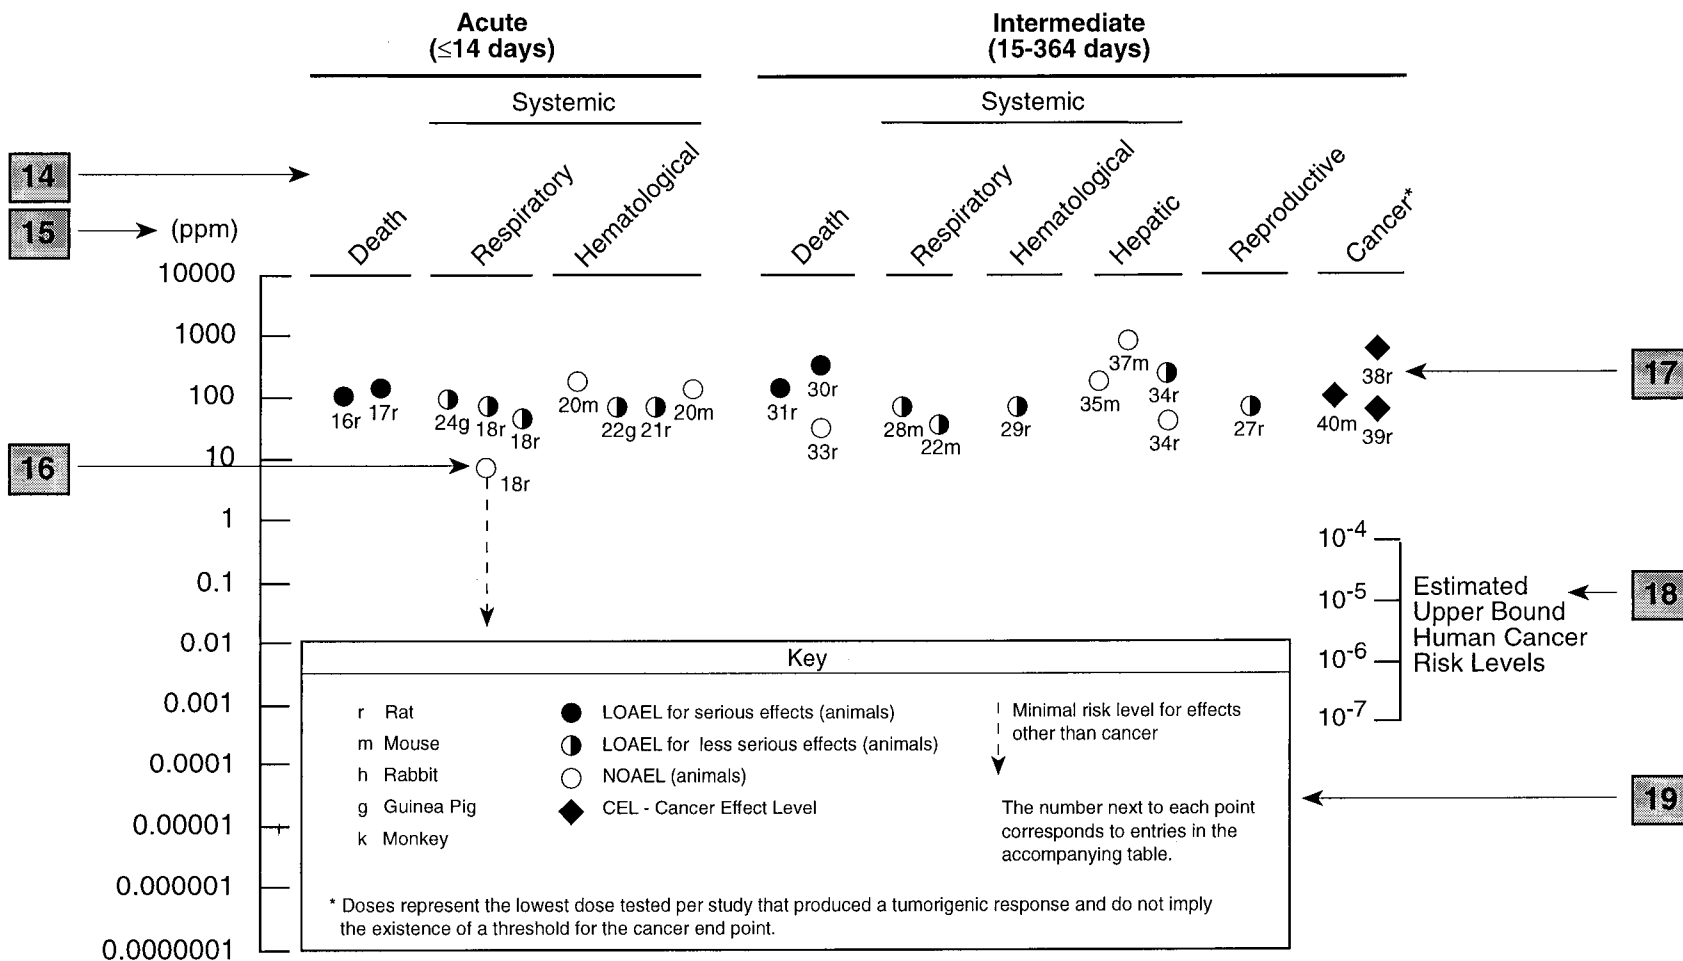 Acute
(≤14 days)
Intermediate
(15-364 days)
Systemic
Systemic
14
15
(ppm)
Death
Respiratory
Hematological
Death
Respiratory
Hematological
Hepatic
Reproductive
Cancer*
10000
1000
100
10
1
0.1
0.01
0.001
0.0001
0.00001
0.000001
0.0000001
16r
17r
24g
18r
18r
18r
20m
22g
21r
20m
31r
30r
33r
28m
22m
29r
35m
37m
34r
34r
27r
40m
38r
39r
16
17
10-4
10-5
10-6
10-7
Estimated
Upper Bound
Human Cancer
Risk Levels
18
19
Key
r Rat
m Mouse
h Rabbit
g Guinea Pig
k Monkey
LOAEL for serious effects (animals)
LOAEL for less serious effects (animals)
NOAEL (animals)
CEL - Cancer Effect Level
Minimal risk level for effects
other than cancer
The number next to each point
corresponds to entries in the
accompanying table.
* Doses represent the lowest dose tested per study that produced a tumorigenic response and do not imply
the existence of a threshold for the cancer end point.